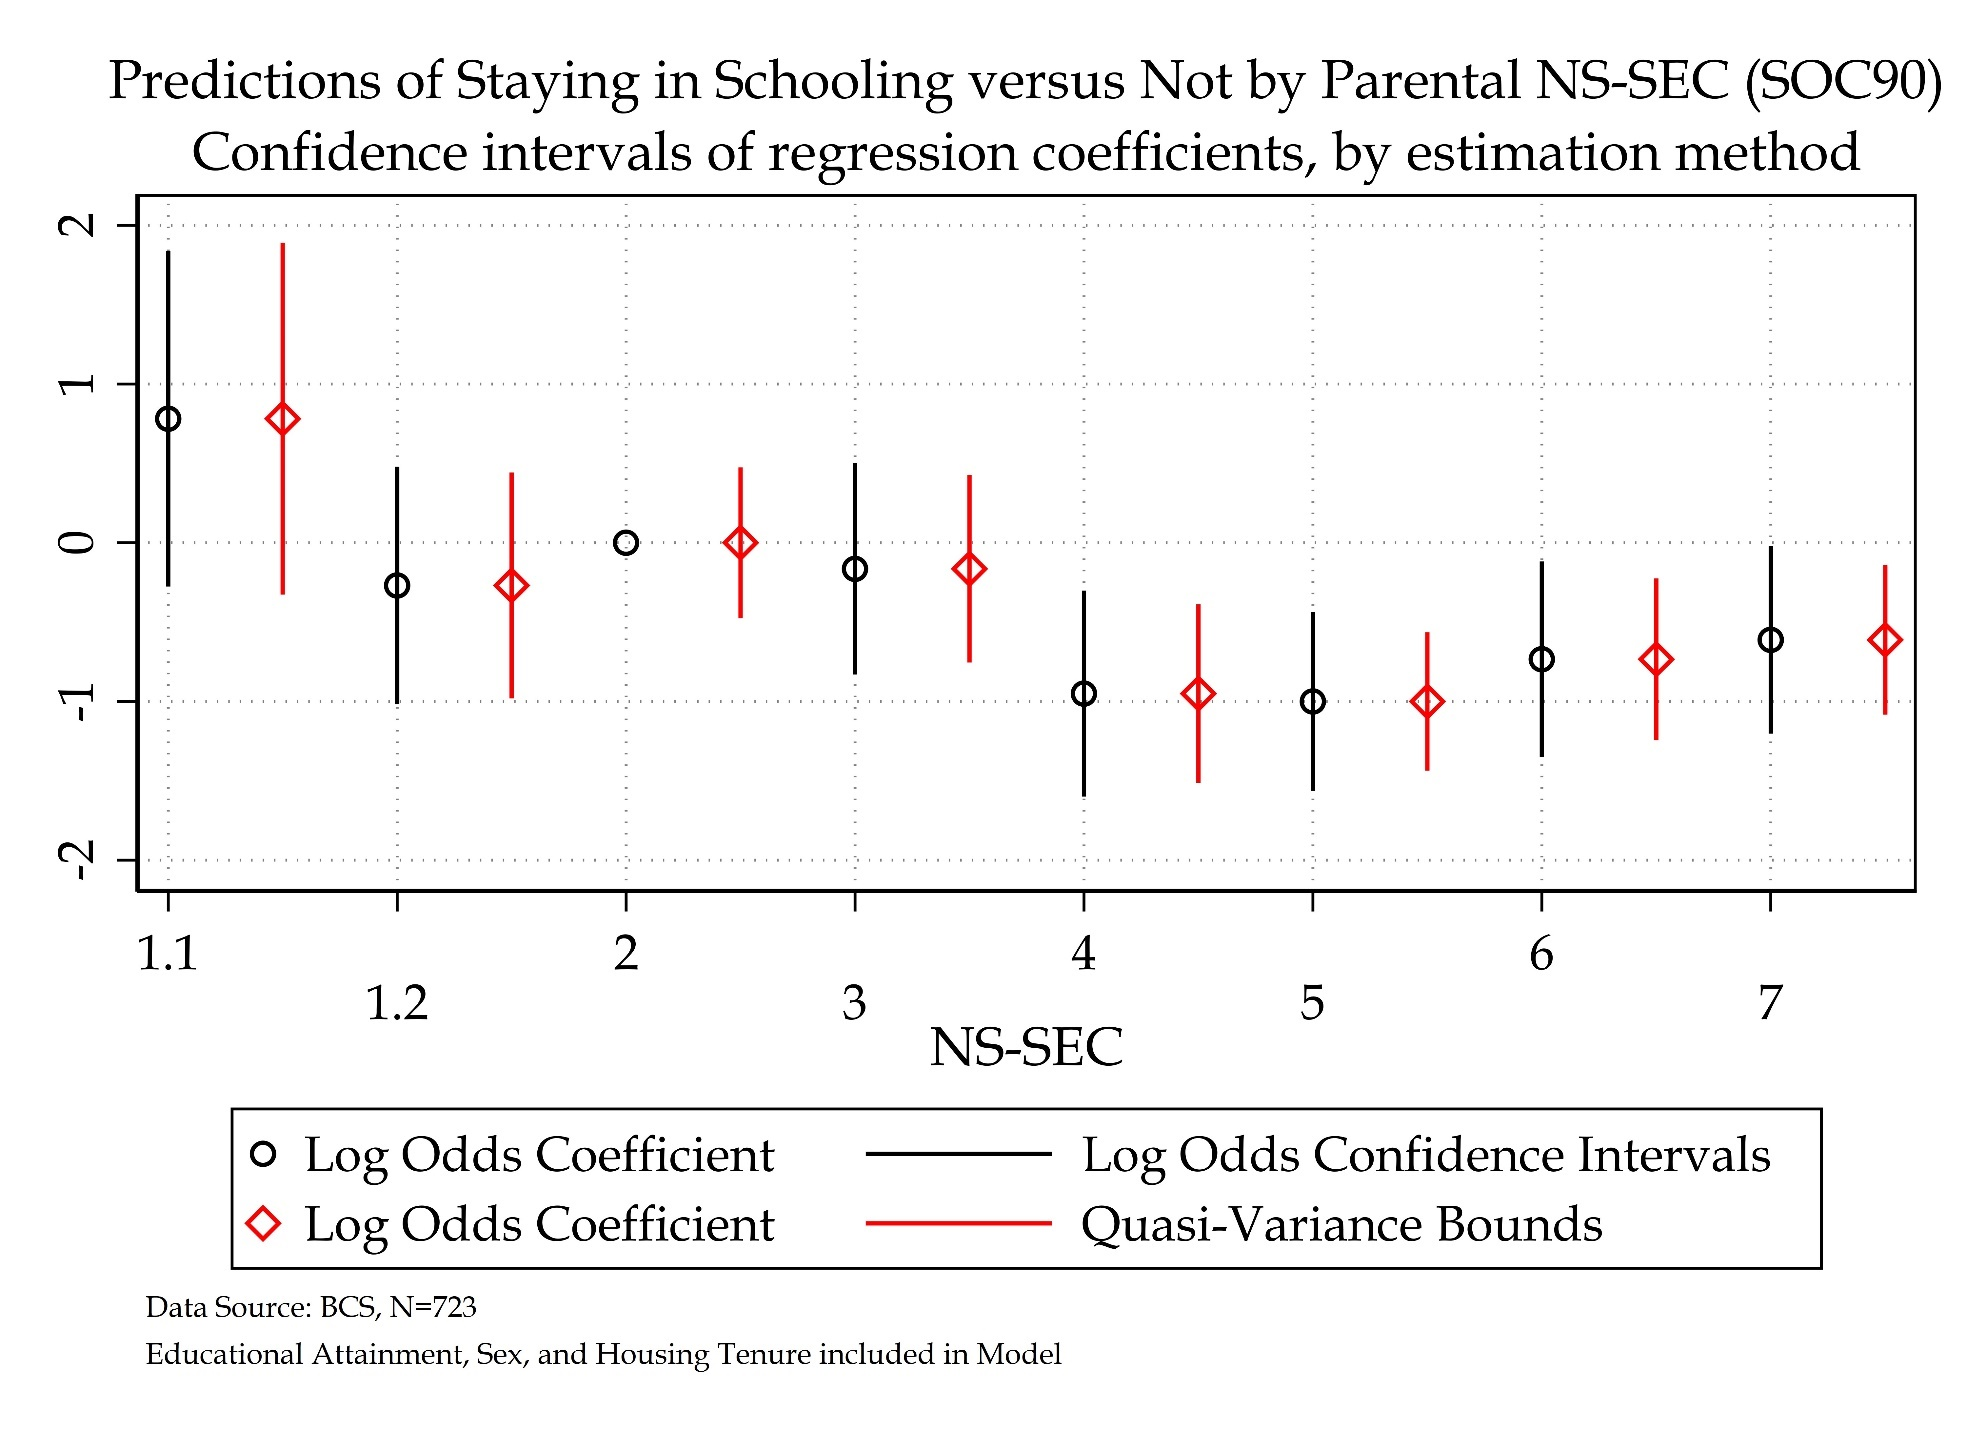 Predictions of Staying in Schooling versus Not by Parental NS-SEC (SOC90)
Confidence intervals of regression coefficients, by estimation method
2
1
0
-1
-2
1.1
1.2
2
3
4
5
6
7
NS-SEC
Log Odds Coefficient
Log Odds Confidence Intervals
Log Odds Coefficient
Quasi-Variance Bounds
Data Source: BCS, N=723
Educational Attainment, Sex, and Housing Tenure included in Model